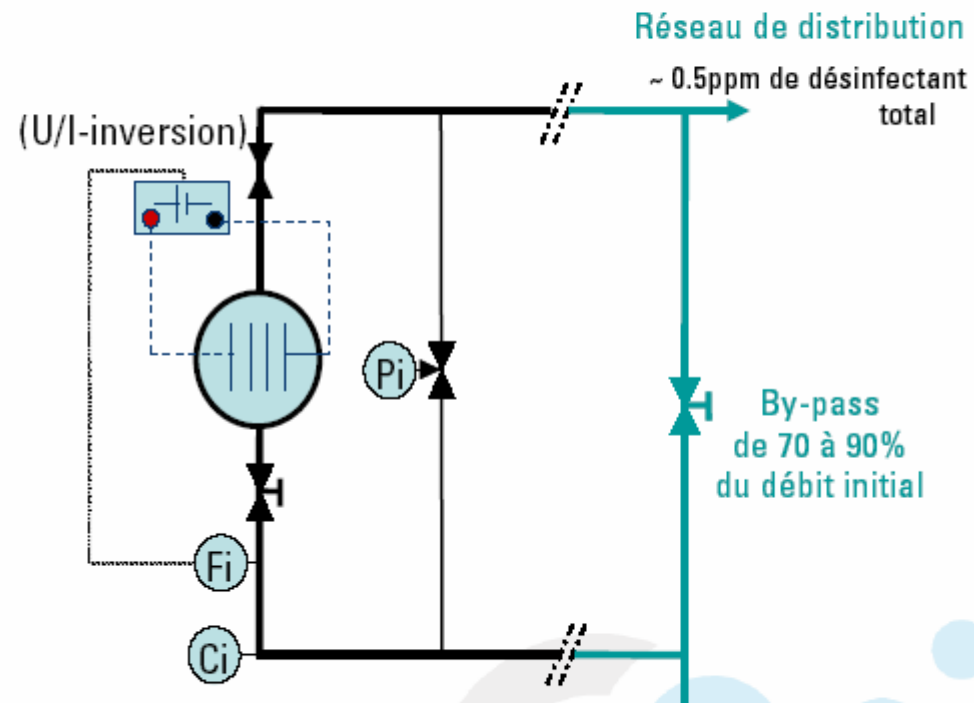 Réseau de distribution
~ 0.5ppm de désinfectant
total
(U/I-inversion)
Pi
By-pass
de 70 à 90%
du débit initial
Fi
Ci